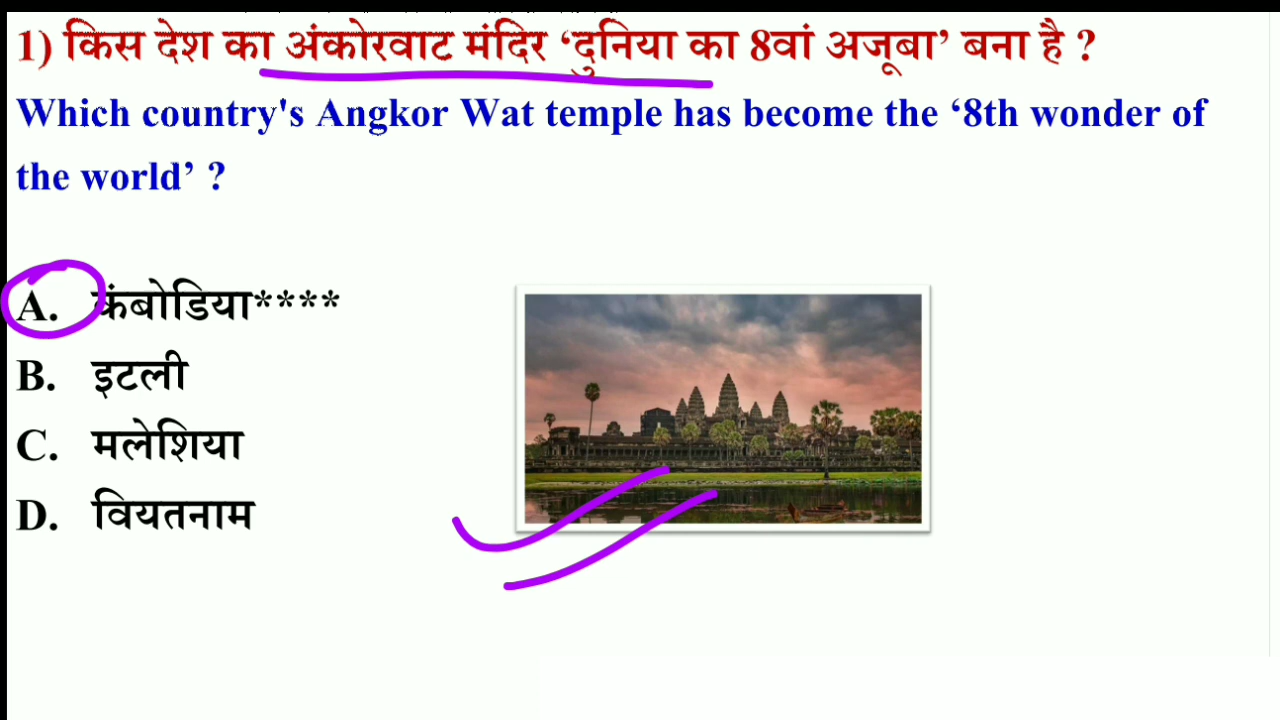 1) किस देश का अंकोरवाट मंदिर ‘दुनिया का 8वां अजूबा’ बना है ?
Which country's Angkor Wat temple has become the ‘8th wonder of
the world’ ?
A. कंबोडिया****
B. इटली
C. मलेशिया
D. वियतनाम